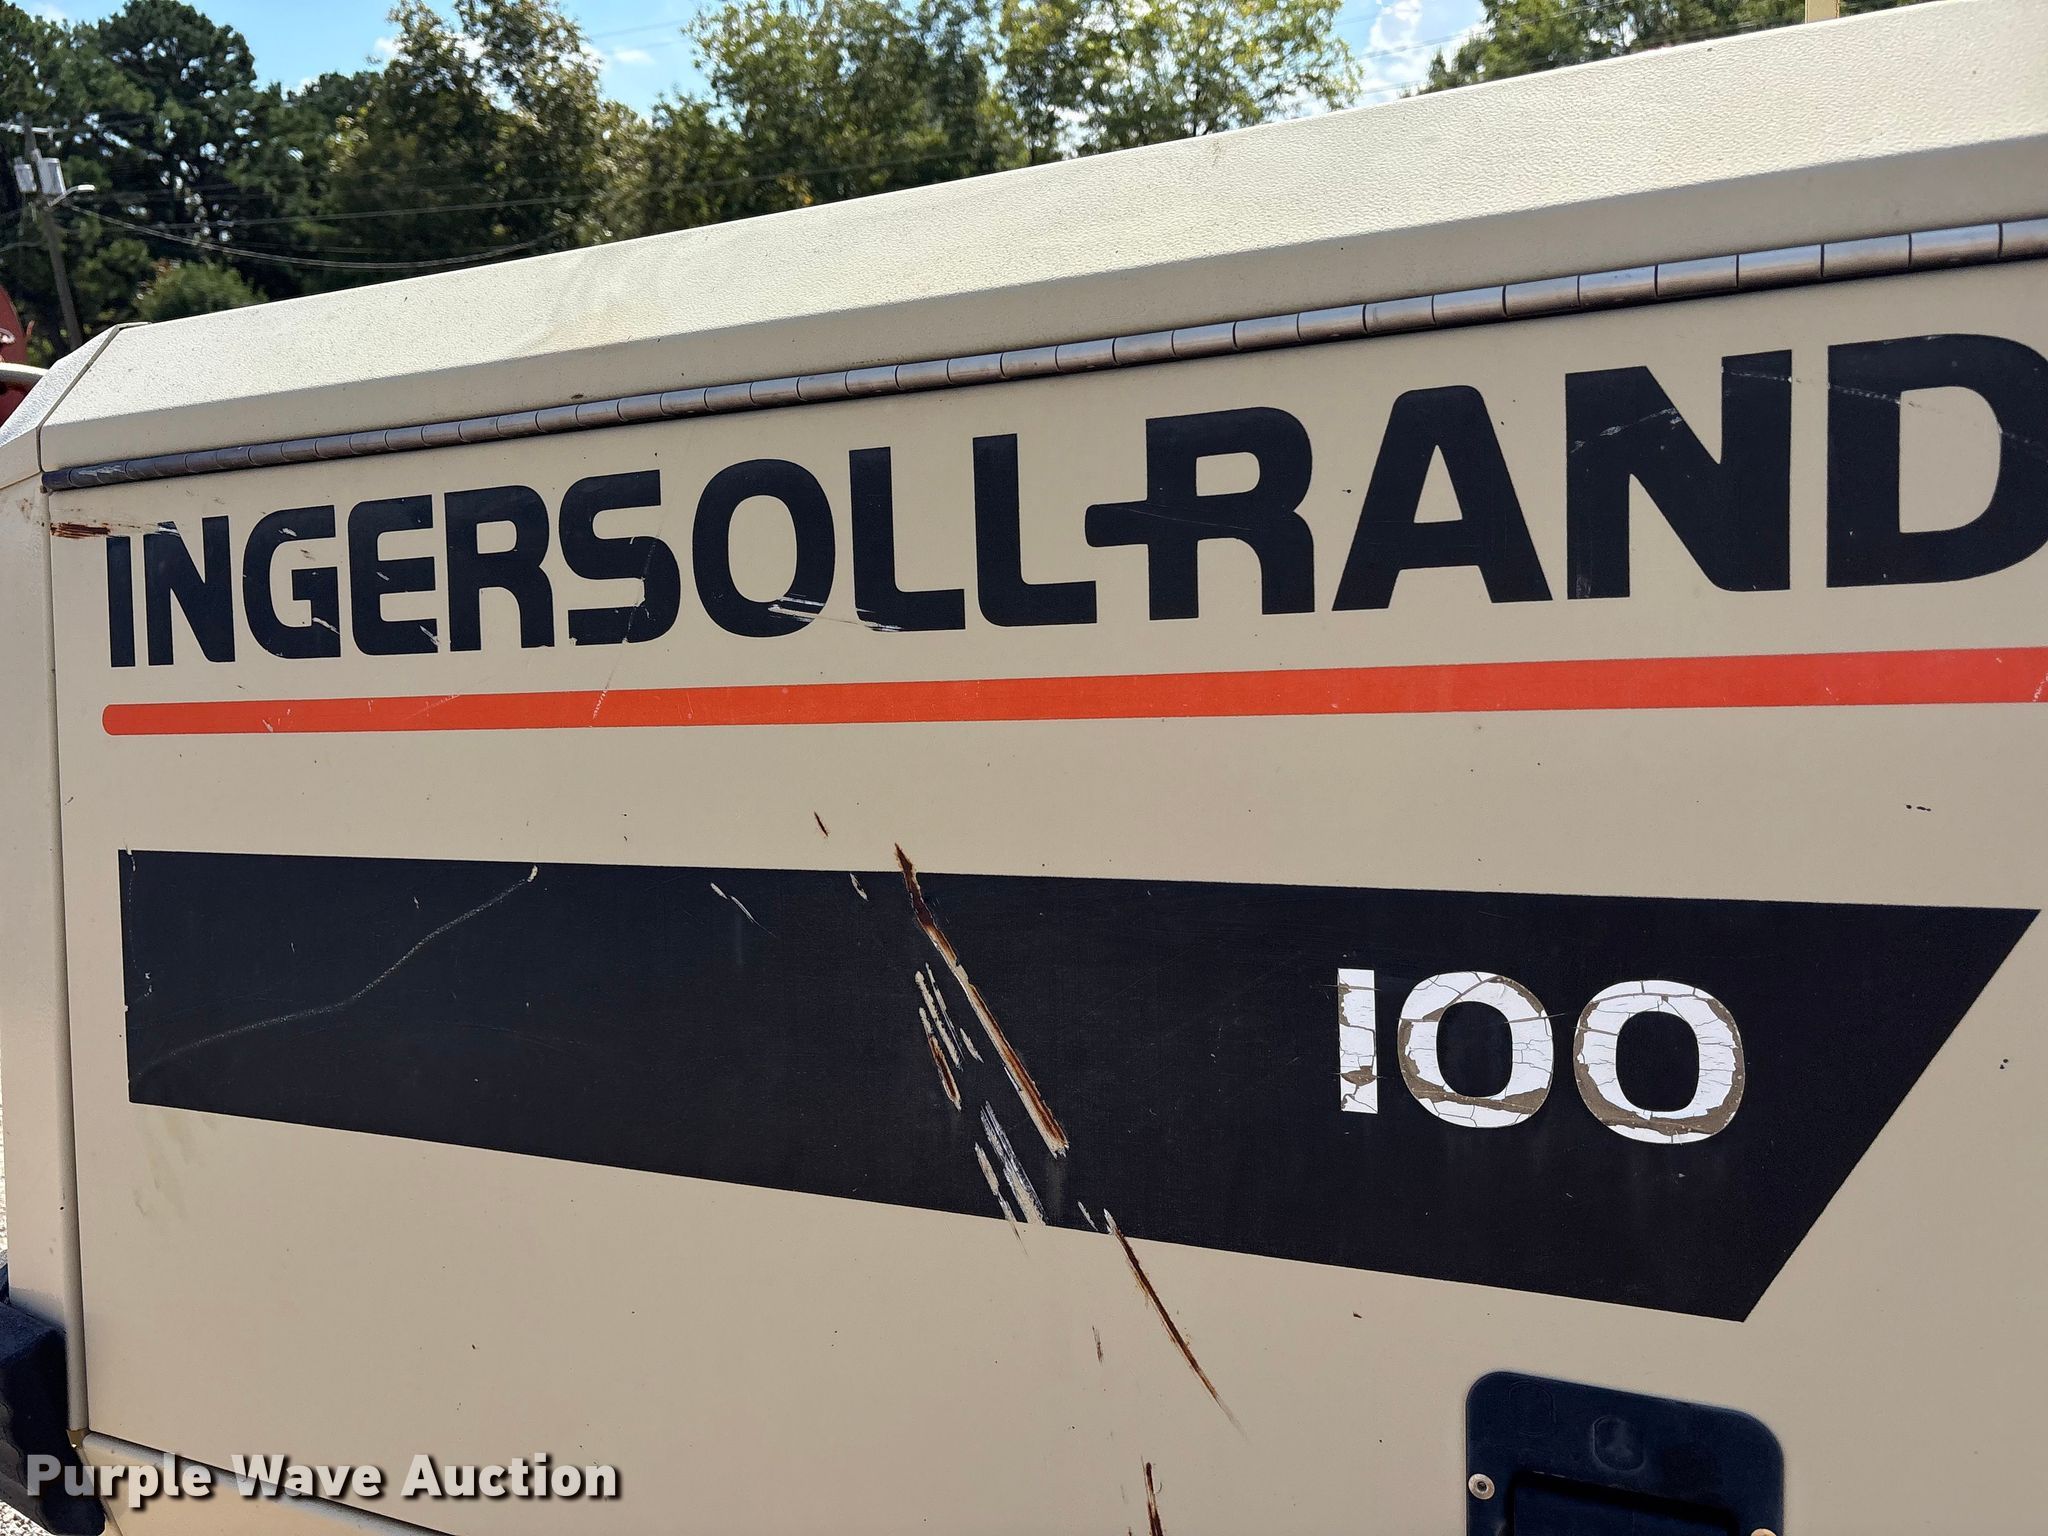 INGERSOLL-RAND
100
Purple Wave Auction